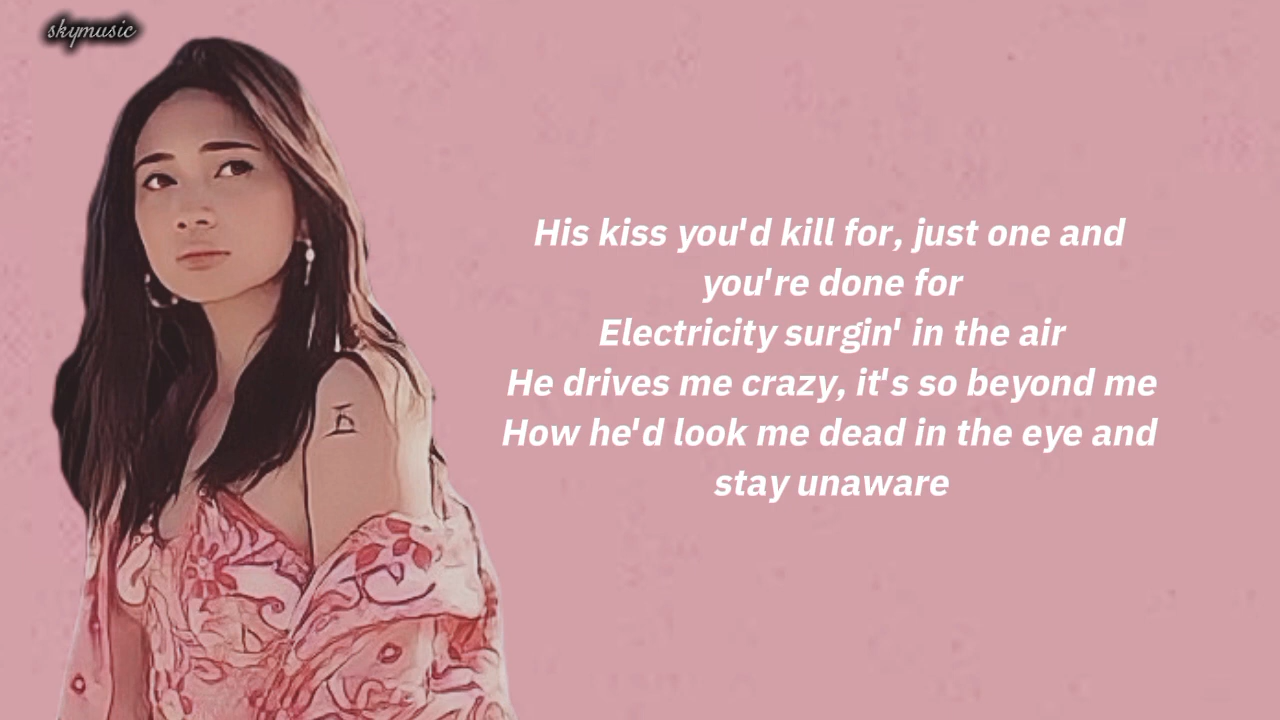 skymusic
His kiss you'd kill for, just one and
you're done for
Electricity surgin' in the air
He drives me crazy, it's so beyond me
How he'd look me dead in the eye and
stay unaware